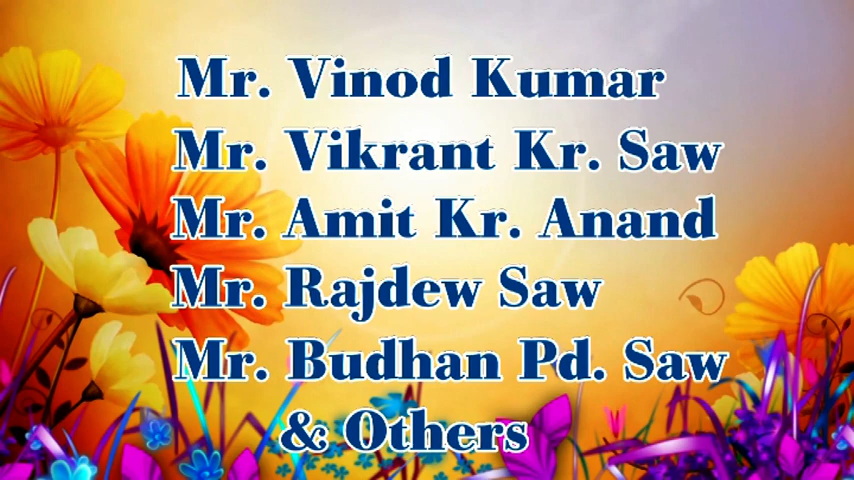 Mr. Vinod Kumar
Mr. Vikrant Kr. Saw
Mr. Amit Kr. Anand
Mr. Rajdew Saw
Mr. Budhan Pd. Saw
& Others